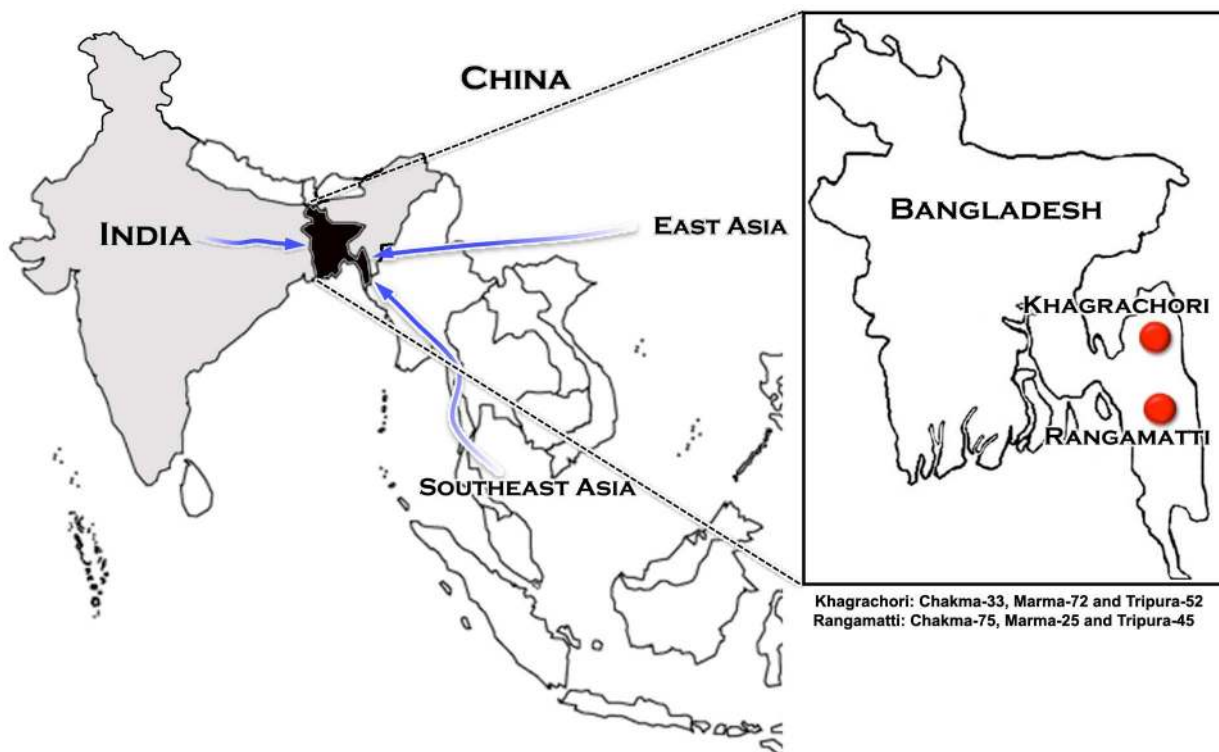 CHINA
INDIA
EAST ASIA
SOUTHEAST ASIA
BANGLADESH
KHAGRACHORI
RANGAMATTI
Khagrachori: Chakma-33, Marma-72 and Tripura-52
Rangamatti: Chakma-75, Marma-25 and Tripura-45